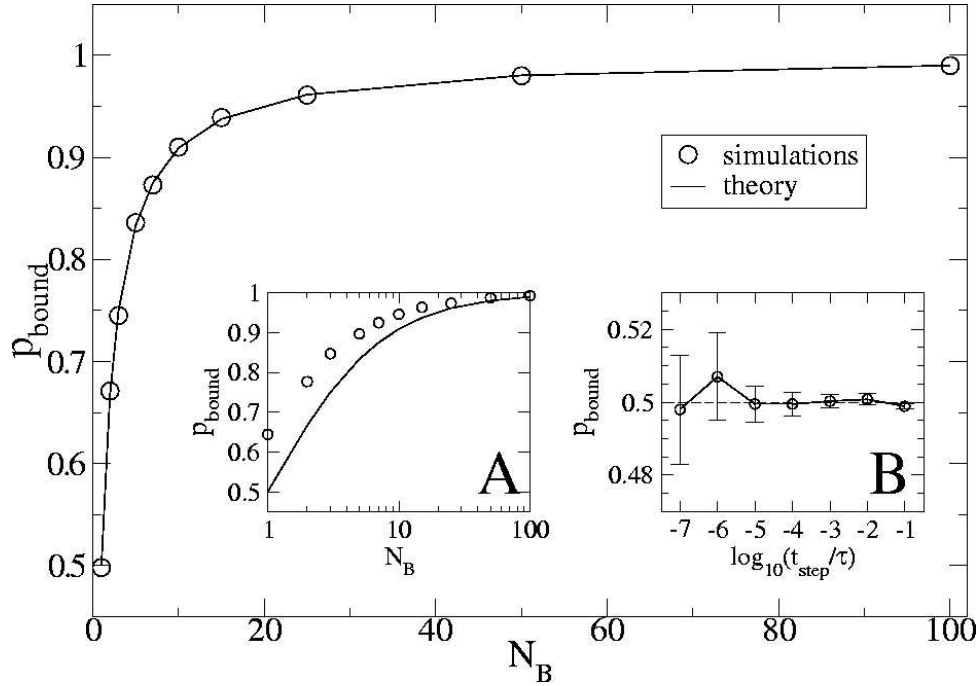 1
0.9
0.8
0.7
0.6
0.5
p_bound
0 20 40 60 80 100
N_B
simulations
theory
1
0.9
0.8
0.7
0.6
0.5
p_bound
A
1 10 100
N_B
0.52
0.5
0.48
p_bound
B
-7 -6 -5 -4 -3 -2 -1
log_10(t_step/τ)